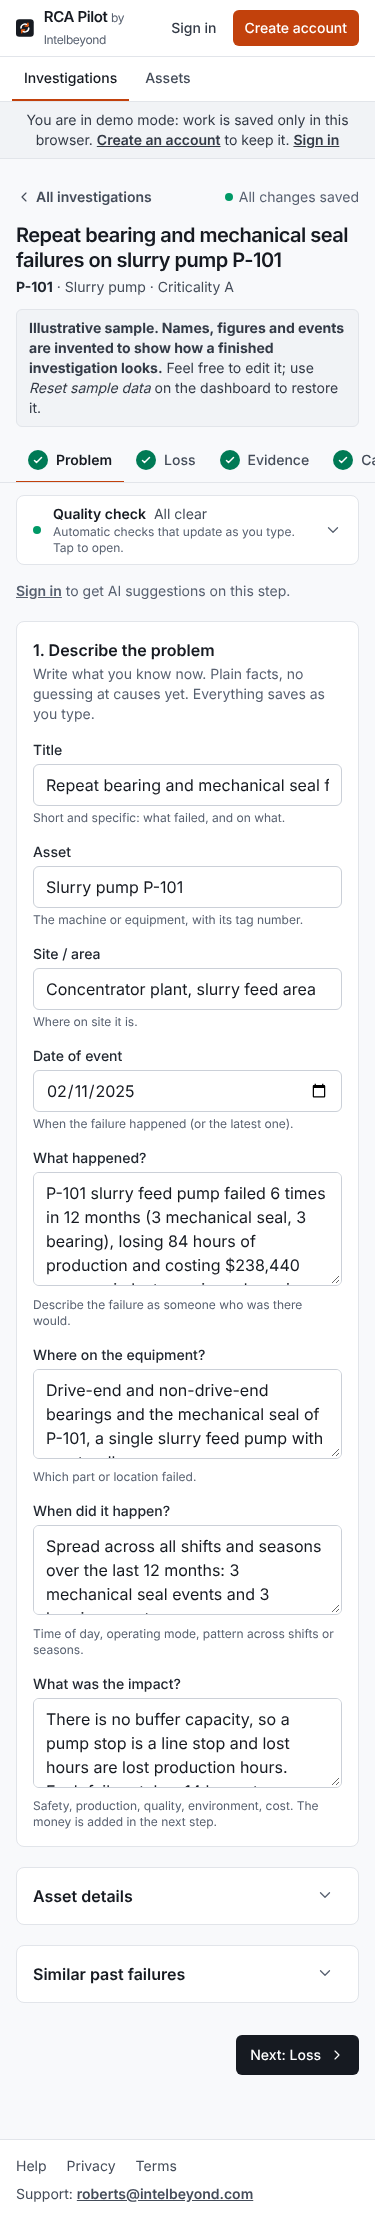 RCA Pilot by
Intelbeyond
Sign in
Create account
Investigations
Assets
You are in demo mode: work is saved only in this
browser. Create an account to keep it. Sign in
All investigations
All changes saved
Repeat bearing and mechanical seal
failures on slurry pump P-101
P-101 · Slurry pump · Criticality A
Illustrative sample. Names, figures and events
are invented to show how a finished
investigation looks. Feel free to edit it; use
Reset sample data on the dashboard to restore
it.
Problem
Loss
Evidence
Ca
Quality check All clear
Automatic checks that update as you type.
Tap to open.
Sign in to get AI suggestions on this step.
1. Describe the problem
Write what you know now. Plain facts, no
guessing at causes yet. Everything saves as
you type.
Title
Repeat bearing and mechanical seal f
Short and specific: what failed, and on what.
Asset
Slurry pump P-101
The machine or equipment, with its tag number.
Site / area
Concentrator plant, slurry feed area
Where on site it is.
Date of event
02/11/2025
When the failure happened (or the latest one).
What happened?
P-101 slurry feed pump failed 6 times
in 12 months (3 mechanical seal, 3
bearing), losing 84 hours of
production and costing $238,440
Describe the failure as someone who was there
would.
Where on the equipment?
Drive-end and non-drive-end
bearings and the mechanical seal of
P-101, a single slurry feed pump with
Which part or location failed.
When did it happen?
Spread across all shifts and seasons
over the last 12 months: 3
mechanical seal events and 3
Time of day, operating mode, pattern across shifts or
seasons.
What was the impact?
There is no buffer capacity, so a
pump stop is a line stop and lost
hours are lost production hours.
Safety, production, quality, environment, cost. The
money is added in the next step.
Asset details
Similar past failures
Next: Loss
Help
Privacy
Terms
Support: roberts@intelbeyond.com